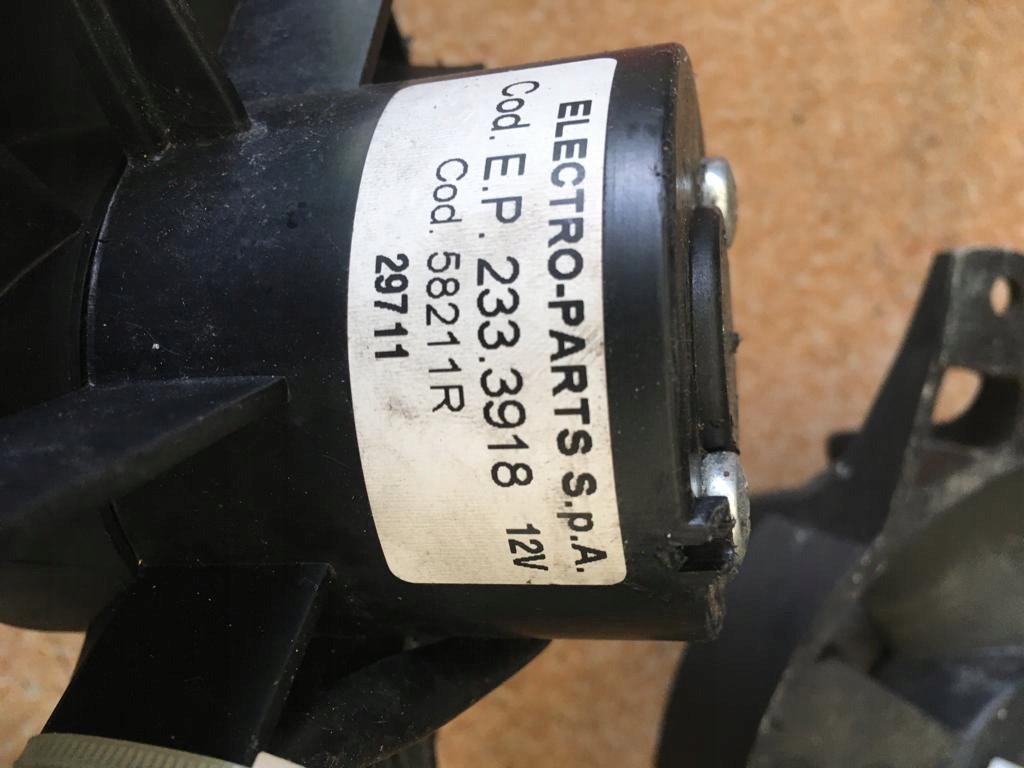 ELECTRO-PARTS S.p.A.
Cod. E.P. 233.3918 12V
Cod. 58211R
29711